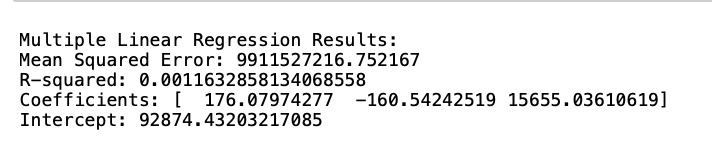 Multiple Linear Regression Results:
Mean Squared Error: 9911527216.752167
R-squared: 0.0011632858134068558
Coefficients: [  176.07974277  -160.54242519 15655.03610619]
Intercept: 92874.43203217085